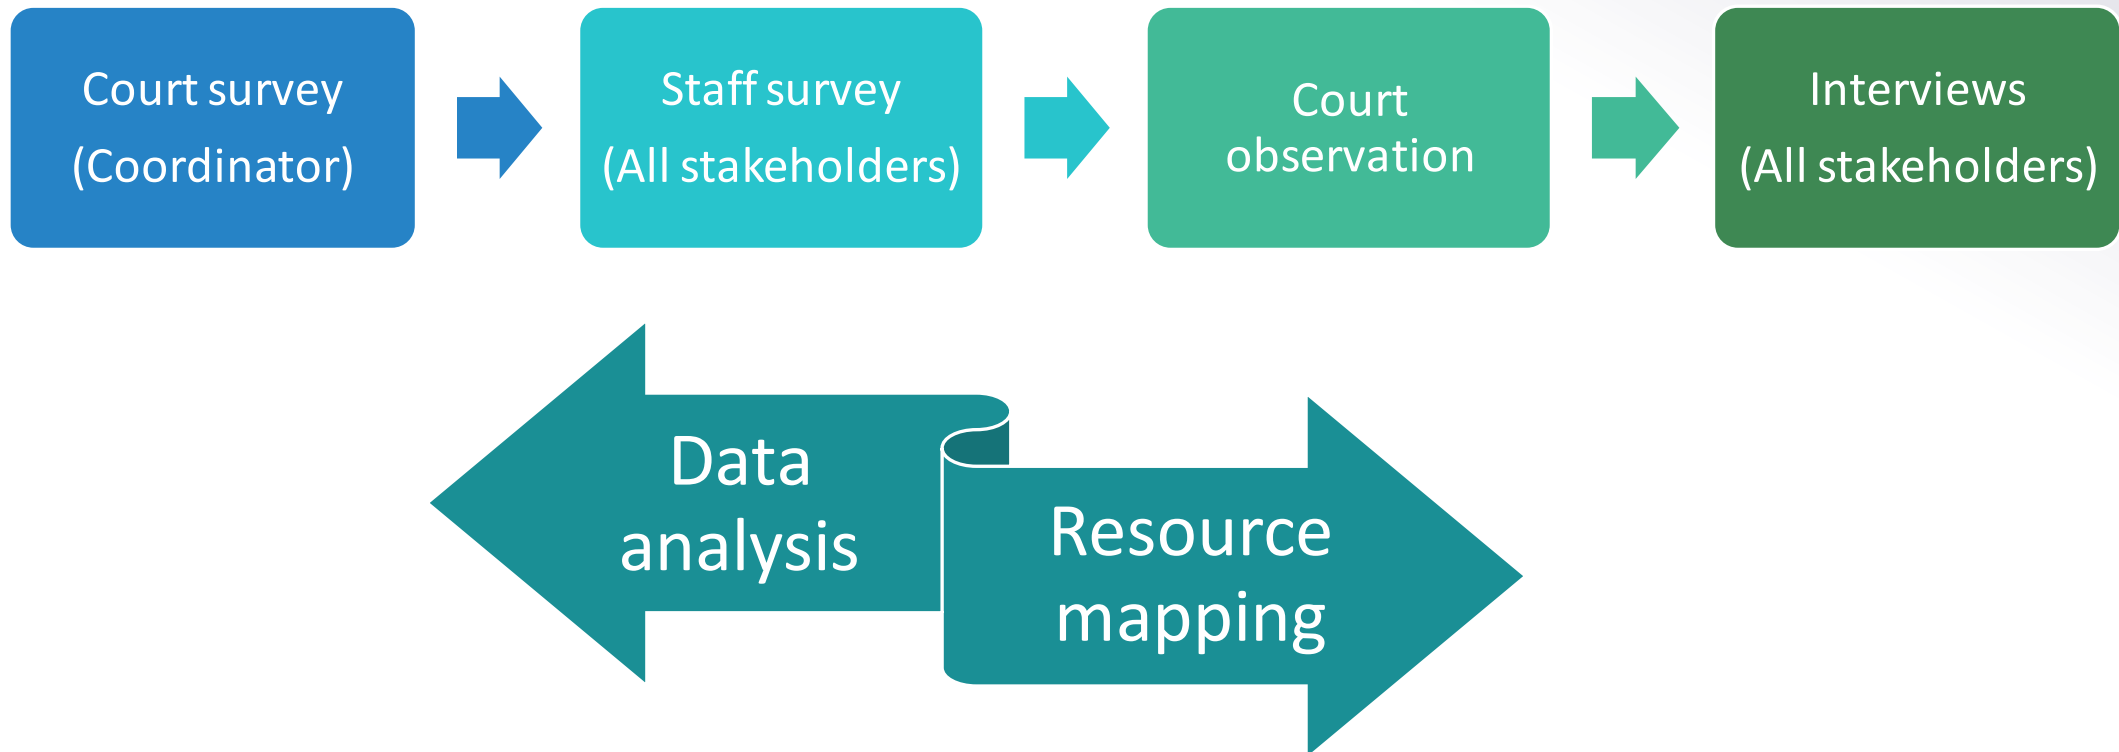 Court survey
(Coordinator)
Staff survey
(All stakeholders)
Court
observation
Interviews
(All stakeholders)
Data
analysis
Resource
mapping